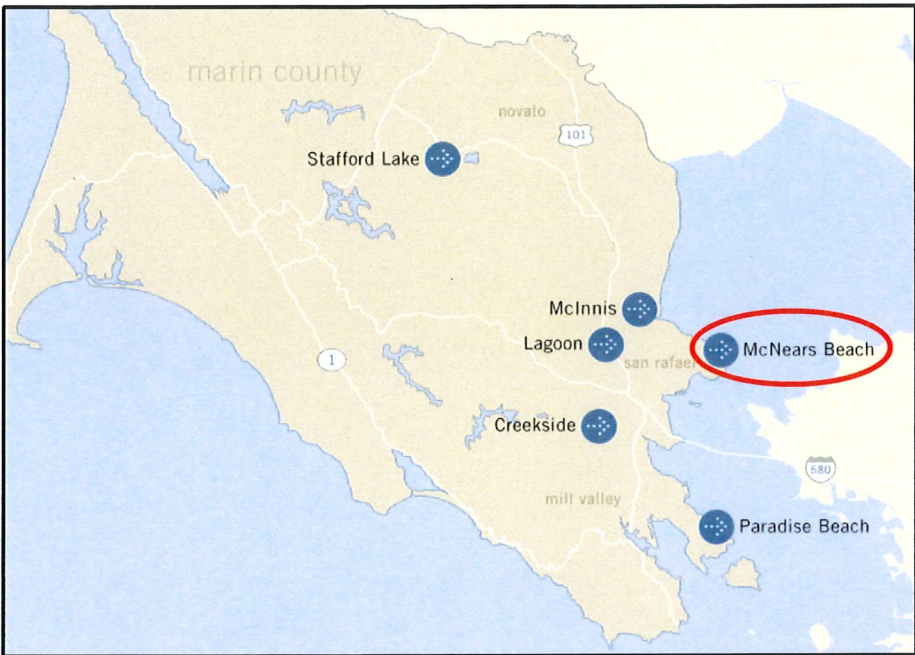 marin county
novato
101
Stafford Lake
McInnis
Lagoon
san rafael
McNears Beach
1
Creekside
580
mill valley
Paradise Beach